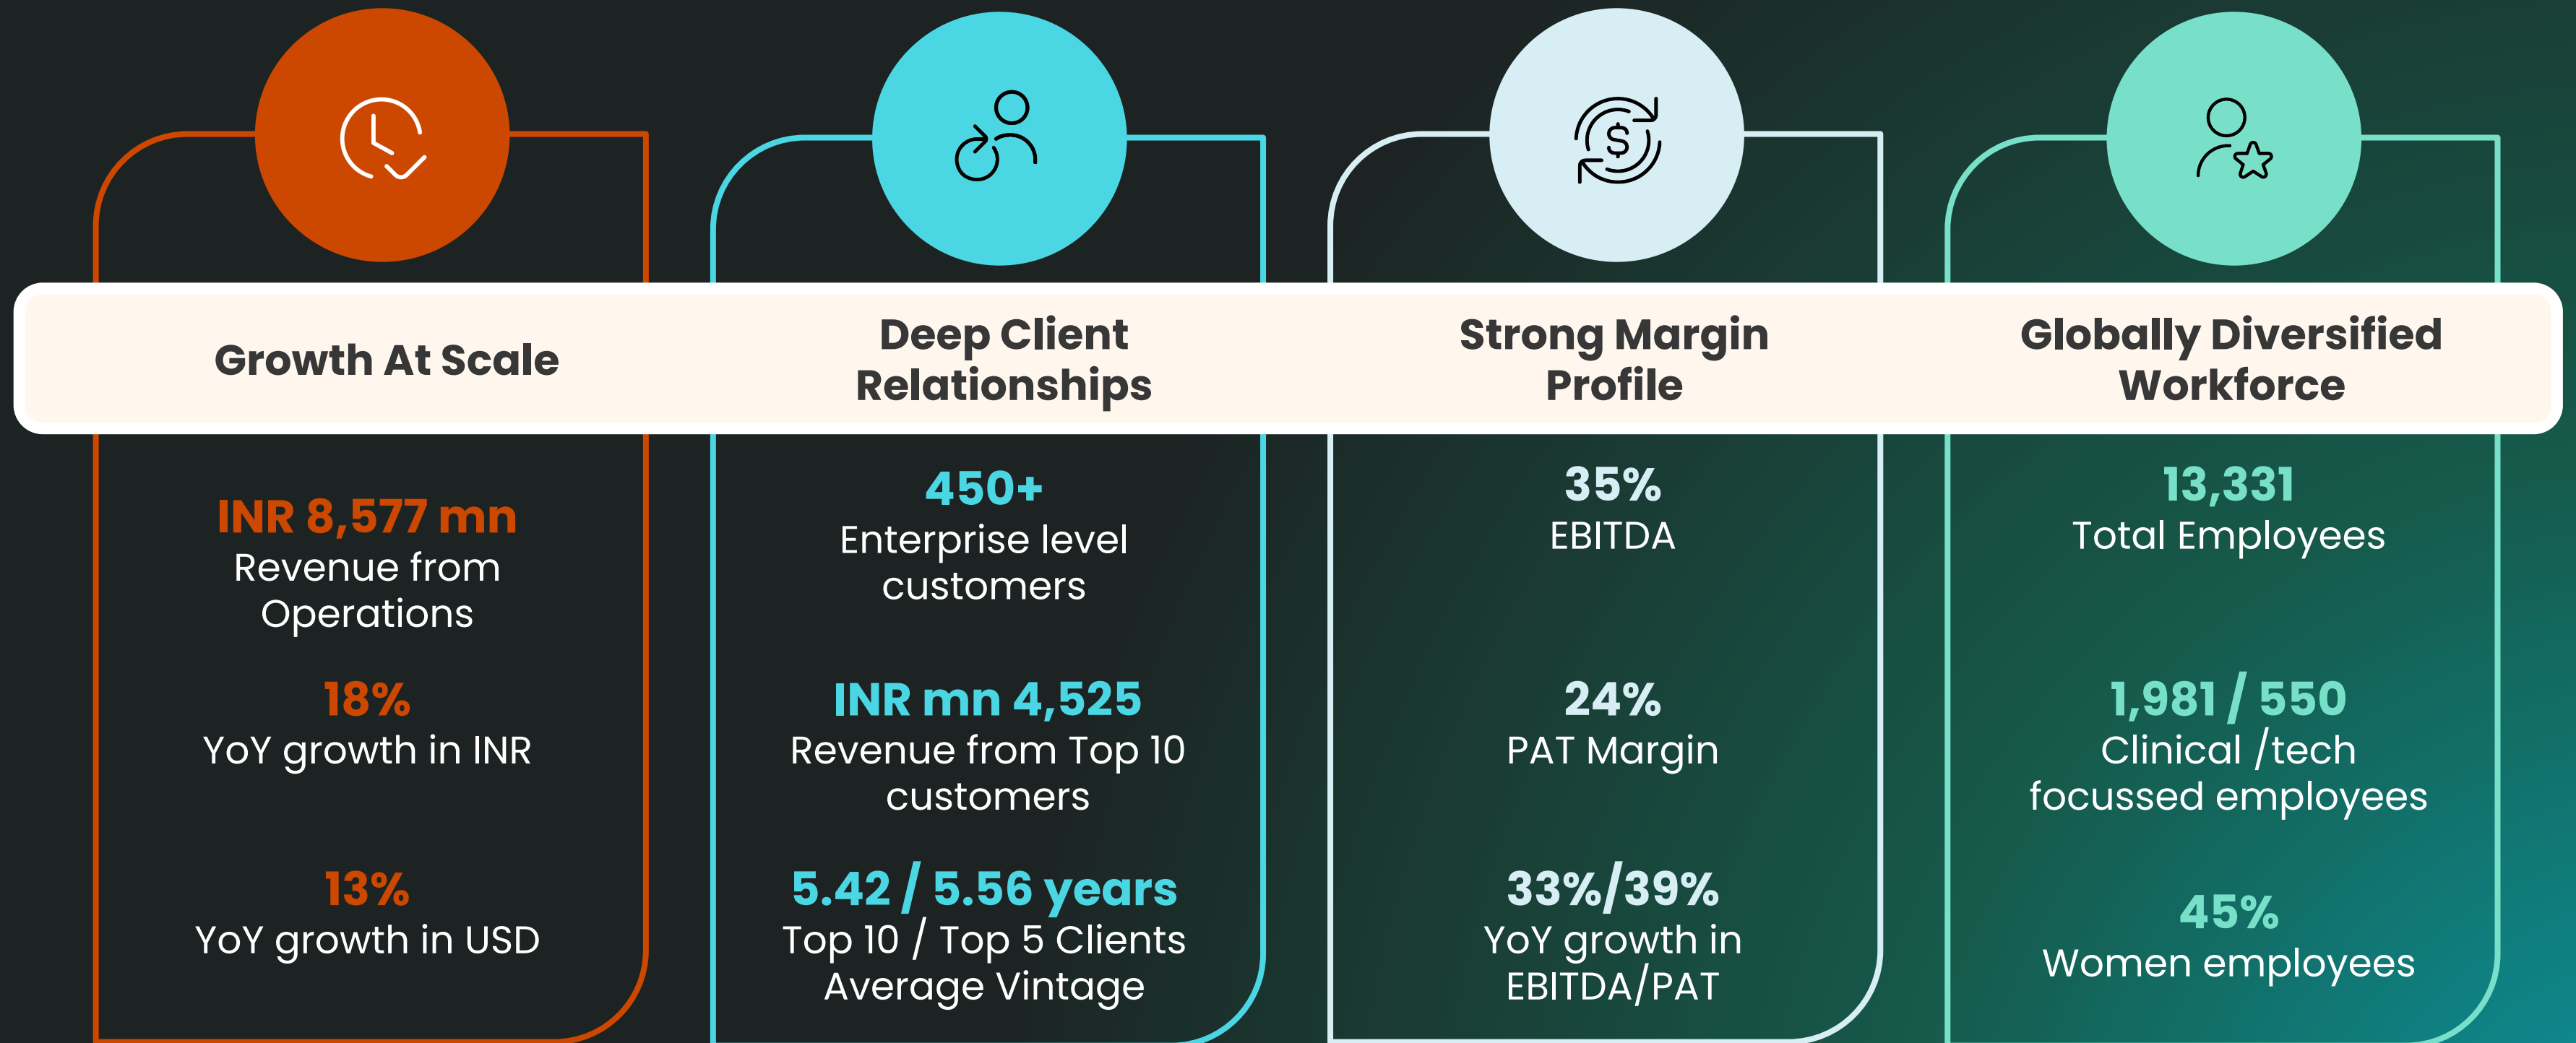 Growth At Scale
INR 8,577 mn
Revenue from
Operations
18%
YoY growth in INR
13%
YoY growth in USD
Deep Client
Relationships
450+
Enterprise level
customers
INR mn 4,525
Revenue from Top 10
customers
5.42 / 5.56 years
Top 10 / Top 5 Clients
Average Vintage
Strong Margin
Profile
35%
EBITDA
24%
PAT Margin
33%/39%
YoY growth in
EBITDA/PAT
Globally Diversified
Workforce
13,331
Total Employees
1,981 / 550
Clinical /tech
focussed employees
45%
Women employees